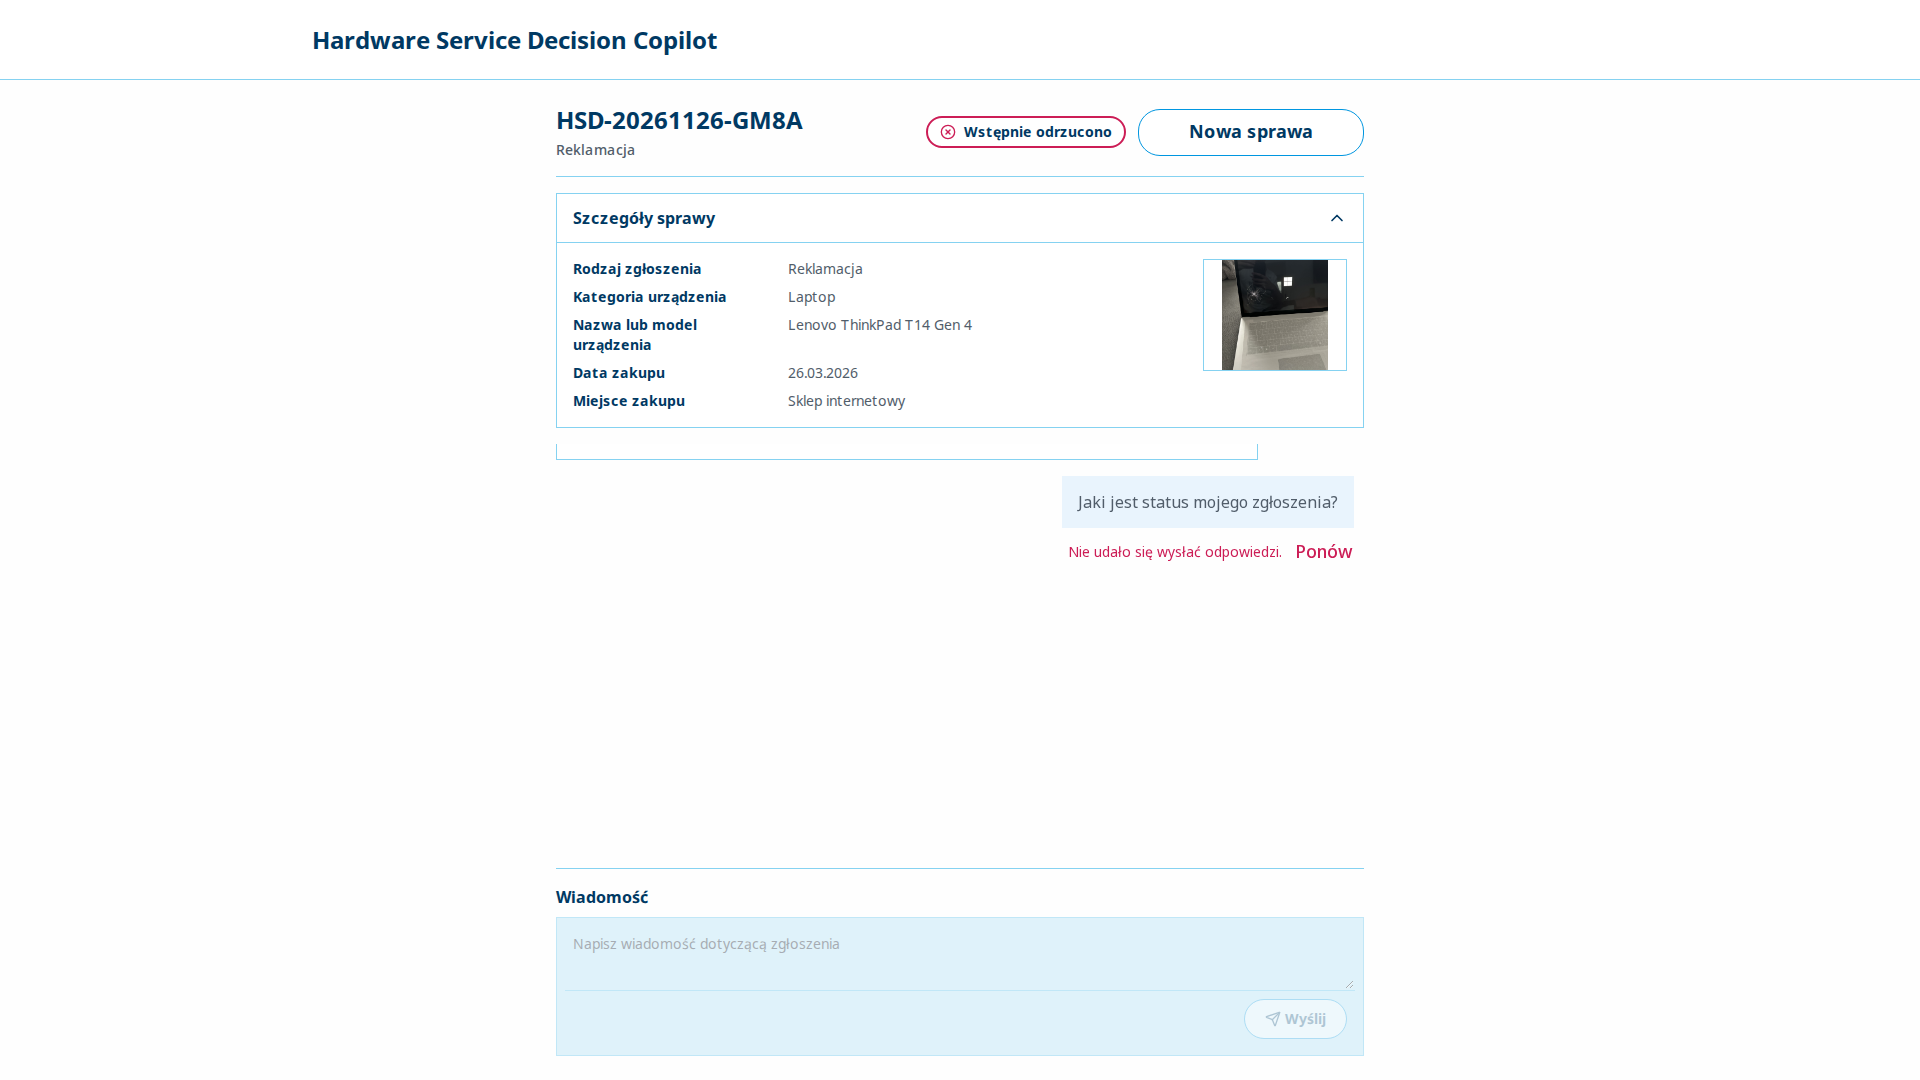 Hardware Service Decision Copilot
HSD-20261126-GM8A
Reklamacja
Wstępnie odrzucono
Nowa sprawa
Szczegóły sprawy
Rodzaj zgłoszenia
Reklamacja
Kategoria urządzenia
Laptop
Nazwa lub model
urządzenia
Lenovo ThinkPad T14 Gen 4
Data zakupu
26.03.2026
Miejsce zakupu
Sklep internetowy
Jaki jest status mojego zgłoszenia?
Nie udało się wysłać odpowiedzi.
Ponów
Wiadomość
Napisz wiadomość dotyczącą zgłoszenia
Wyślij